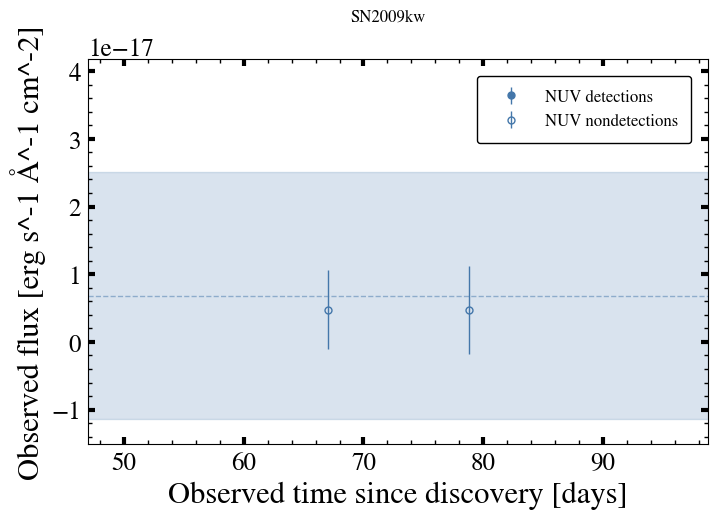 SN2009kw
1e−17
4
3
2
1
0
−1
50 60 70 80 90
Observed flux [erg s^-1 Å^-1 cm^-2]
Observed time since discovery [days]
NUV detections
NUV nondetections